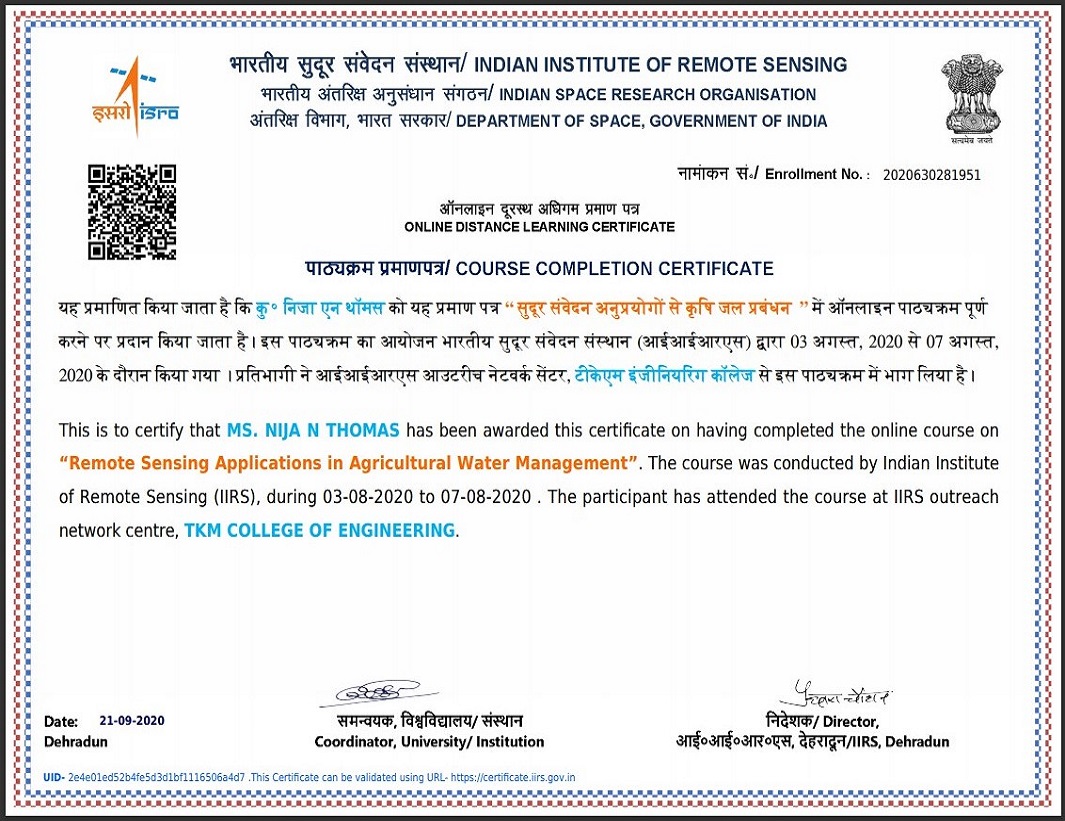 इसरो isro
भारतीय सुदूर संवेदन संस्थान/ INDIAN INSTITUTE OF REMOTE SENSING
भारतीय अंतरिक्ष अनुसंधान संगठन/ INDIAN SPACE RESEARCH ORGANISATION
अंतरिक्ष विभाग, भारत सरकार/ DEPARTMENT OF SPACE, GOVERNMENT OF INDIA
सत्यमेव जयते
नामांकन सं॰/ Enrollment No. : 2020630281951
ऑनलाइन दूरस्थ अधिगम प्रमाण पत्र
ONLINE DISTANCE LEARNING CERTIFICATE
पाठ्यक्रम प्रमाणपत्र/ COURSE COMPLETION CERTIFICATE
यह प्रमाणित किया जाता है कि कु॰ निजा एन थॉमस को यह प्रमाण पत्र “ सुदूर संवेदन अनुप्रयोगों से कृषि जल प्रबंधन ” में ऑनलाइन पाठ्यक्रम पूर्ण
करने पर प्रदान किया जाता है। इस पाठ्यक्रम का आयोजन भारतीय सुदूर संवेदन संस्थान (आईआईआरएस) द्वारा 03 अगस्त, 2020 से 07 अगस्त,
2020 के दौरान किया गया । प्रतिभागी ने आईआईआरएस आउटरीच नेटवर्क सेंटर, टीकेएम इंजीनियरिंग कॉलेज से इस पाठ्यक्रम में भाग लिया है।
This is to certify that MS. NIJA N THOMAS has been awarded this certificate on having completed the online course on
“Remote Sensing Applications in Agricultural Water Management”. The course was conducted by Indian Institute
of Remote Sensing (IIRS), during 03-08-2020 to 07-08-2020 . The participant has attended the course at IIRS outreach
network centre, TKM COLLEGE OF ENGINEERING.
Date: 21-09-2020
Dehradun
समन्वयक, विश्वविद्यालय/ संस्थान
Coordinator, University/ Institution
निदेशक/ Director,
आई०आई०आर०एस, देहरादून/IIRS, Dehradun
UID- 2e4e01ed52b4fe5d3d1bf1116506a4d7 .This Certificate can be validated using URL- https://certificate.iirs.gov.in